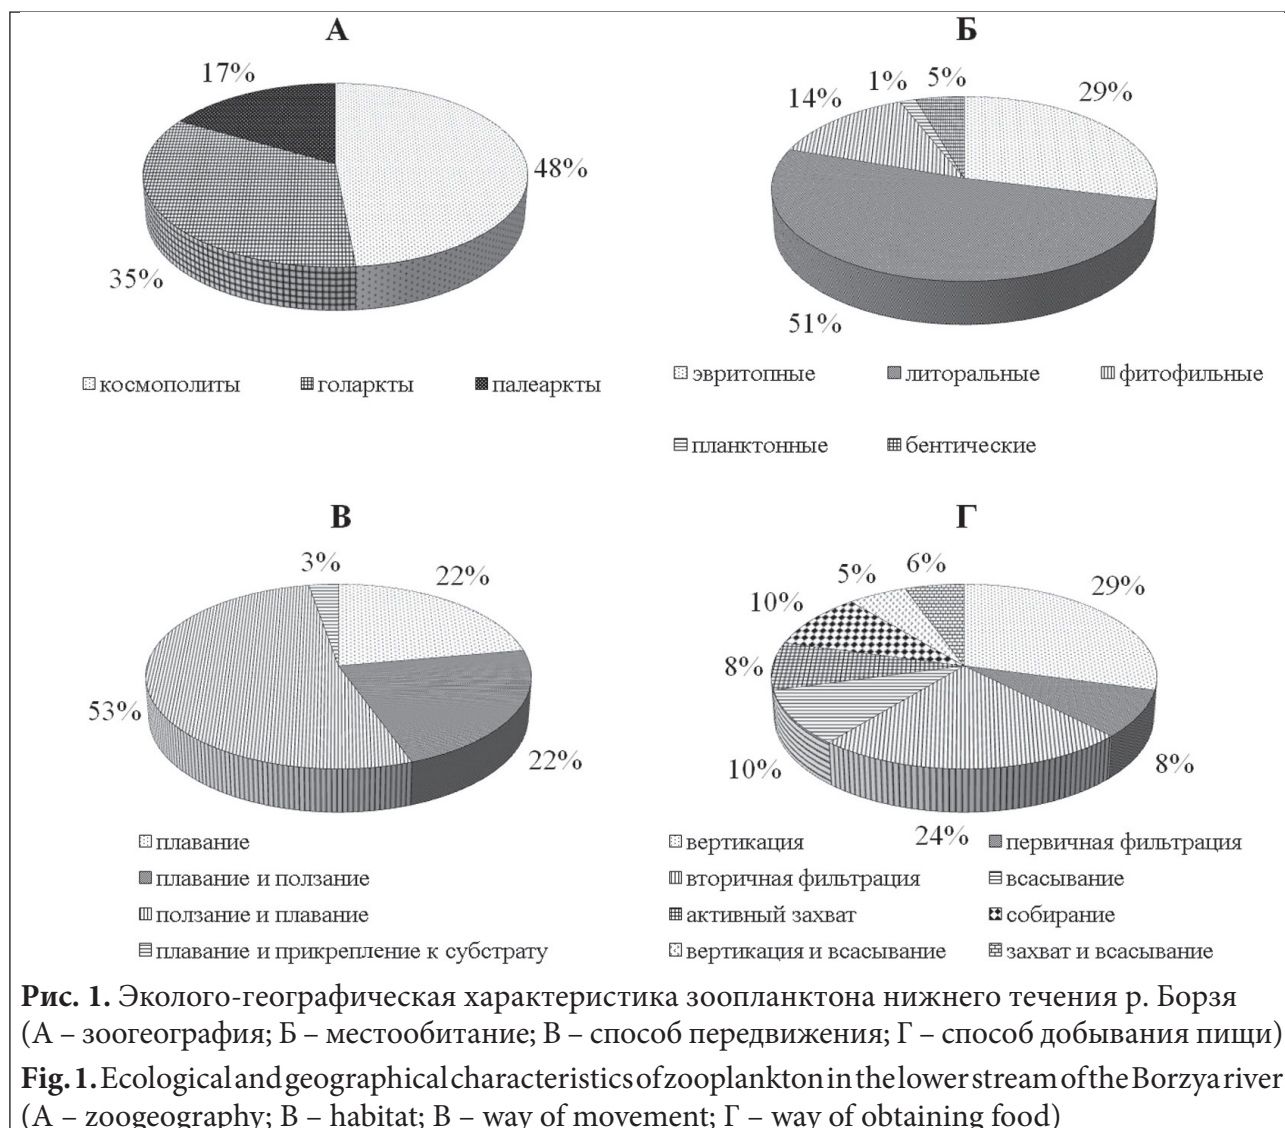 А
17%
48%
35%
космополиты голаркты палеаркты
Б
1% 5%
14% 29%
51%
эвритопные литоральные фитофильные
планктонные бентические
В
3% 22%
53%
22%
плавание
плавание и ползание
ползание и плавание
плавание и прикрепление к субстрату
Г
5% 6% 29%
10%
8%
10% 8%
24%
вертикация первичная фильтрация
вторичная фильтрация всасывание
активный захват собирание
вертикация и всасывание захват и всасывание
Рис. 1. Эколого-географическая характеристика зоопланктона нижнего течения р. Борзя
(А – зоогеография; Б – местообитание; В – способ передвижения; Г – способ добывания пищи)
Fig. 1. Ecological and geographical characteristics of zooplankton in the lower stream of the Borzya river
(A – zoogeography; B – habitat; B – way of movement; Г – way of obtaining food)